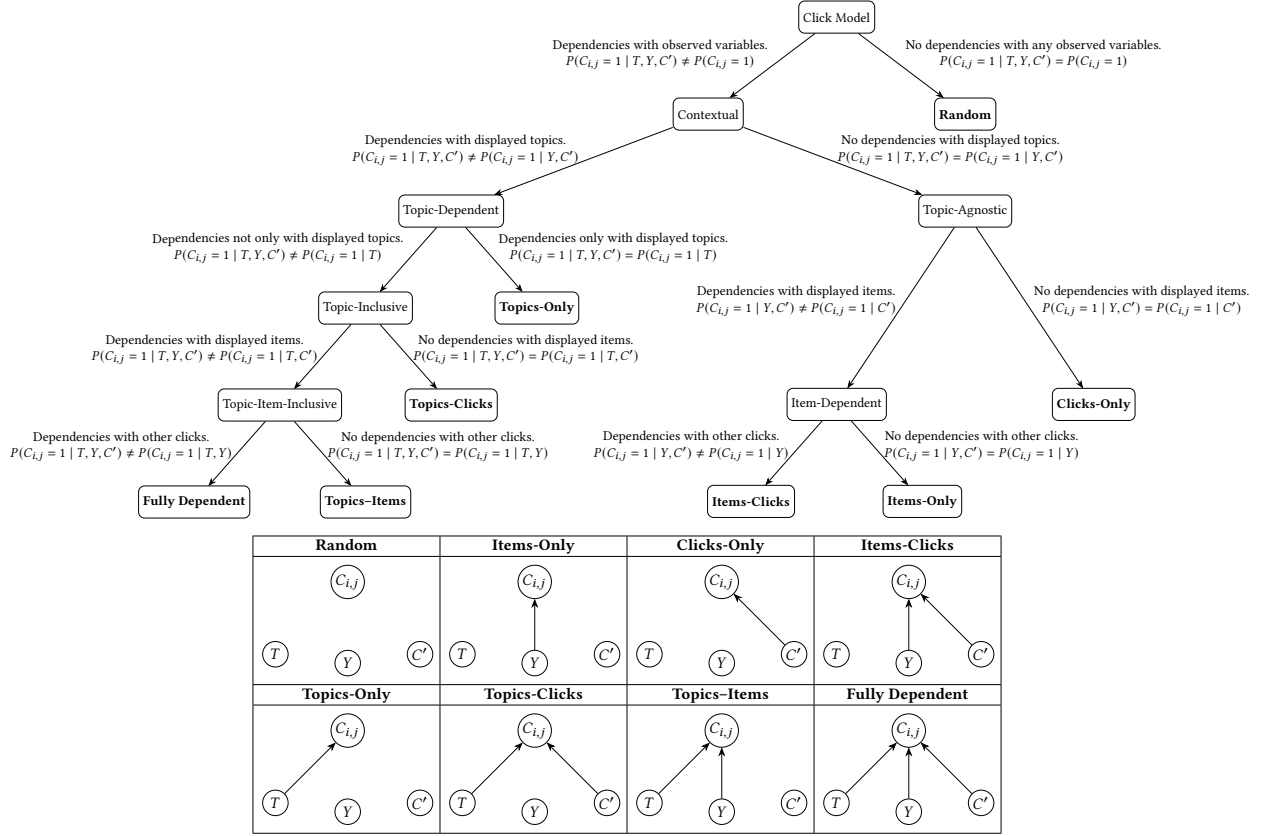 Click Model
Dependencies with observed variables.
P(C_{i,j} = 1 | T, Y, C′) ≠ P(C_{i,j} = 1)
No dependencies with any observed variables.
P(C_{i,j} = 1 | T, Y, C′) = P(C_{i,j} = 1)
Contextual
Random
Dependencies with displayed topics.
P(C_{i,j} = 1 | T, Y, C′) ≠ P(C_{i,j} = 1 | Y, C′)
No dependencies with displayed topics.
P(C_{i,j} = 1 | T, Y, C′) = P(C_{i,j} = 1 | Y, C′)
Topic-Dependent
Topic-Agnostic
Dependencies not only with displayed topics.
P(C_{i,j} = 1 | T, Y, C′) ≠ P(C_{i,j} = 1 | T)
Dependencies only with displayed topics.
P(C_{i,j} = 1 | T, Y, C′) = P(C_{i,j} = 1 | T)
Dependencies with displayed items.
P(C_{i,j} = 1 | Y, C′) ≠ P(C_{i,j} = 1 | C′)
No dependencies with displayed items.
P(C_{i,j} = 1 | Y, C′) = P(C_{i,j} = 1 | C′)
Topic-Inclusive
Topics-Only
Dependencies with displayed items.
P(C_{i,j} = 1 | T, Y, C′) ≠ P(C_{i,j} = 1 | T, C′)
No dependencies with displayed items.
P(C_{i,j} = 1 | T, Y, C′) = P(C_{i,j} = 1 | T, C′)
Topic-Item-Inclusive
Topics-Clicks
Item-Dependent
Clicks-Only
Dependencies with other clicks.
P(C_{i,j} = 1 | T, Y, C′) ≠ P(C_{i,j} = 1 | T, Y)
No dependencies with other clicks.
P(C_{i,j} = 1 | T, Y, C′) = P(C_{i,j} = 1 | T, Y)
Dependencies with other clicks.
P(C_{i,j} = 1 | Y, C′) ≠ P(C_{i,j} = 1 | Y)
No dependencies with other clicks.
P(C_{i,j} = 1 | Y, C′) = P(C_{i,j} = 1 | Y)
Fully Dependent
Topics–Items
Items-Clicks
Items-Only
Random Items-Only Clicks-Only Items-Clicks
C_{i,j} C_{i,j} C_{i,j} C_{i,j}
T Y C′ T Y C′ T Y C′ T Y C′
Topics-Only Topics-Clicks Topics–Items Fully Dependent
C_{i,j} C_{i,j} C_{i,j} C_{i,j}
T Y C′ T Y C′ T Y C′ T Y C′